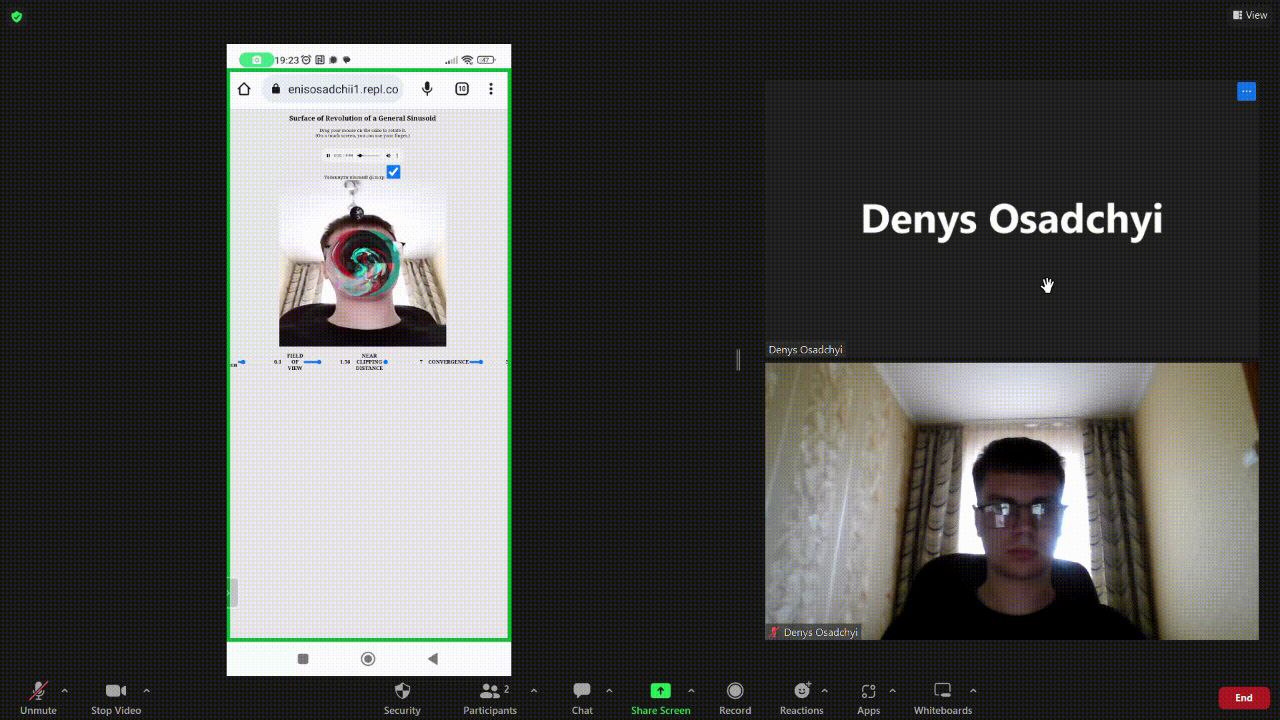 View
19:23
47
enisosadchii1.repl.co
10
Surface of Revolution of a General Sinusoid
Drag your mouse on the cube to rotate it.
(On a touch screen, you can use your finger.)
0.1
FIELD
OF
VIEW
1.58
NEAR
CLIPPING
DISTANCE
7
CONVERGENCE
Denys Osadchyi
Denys Osadchyi
Denys Osadchyi
Unmute
Stop Video
Security
Participants
2
Chat
Share Screen
Record
Reactions
Apps
Whiteboards
End